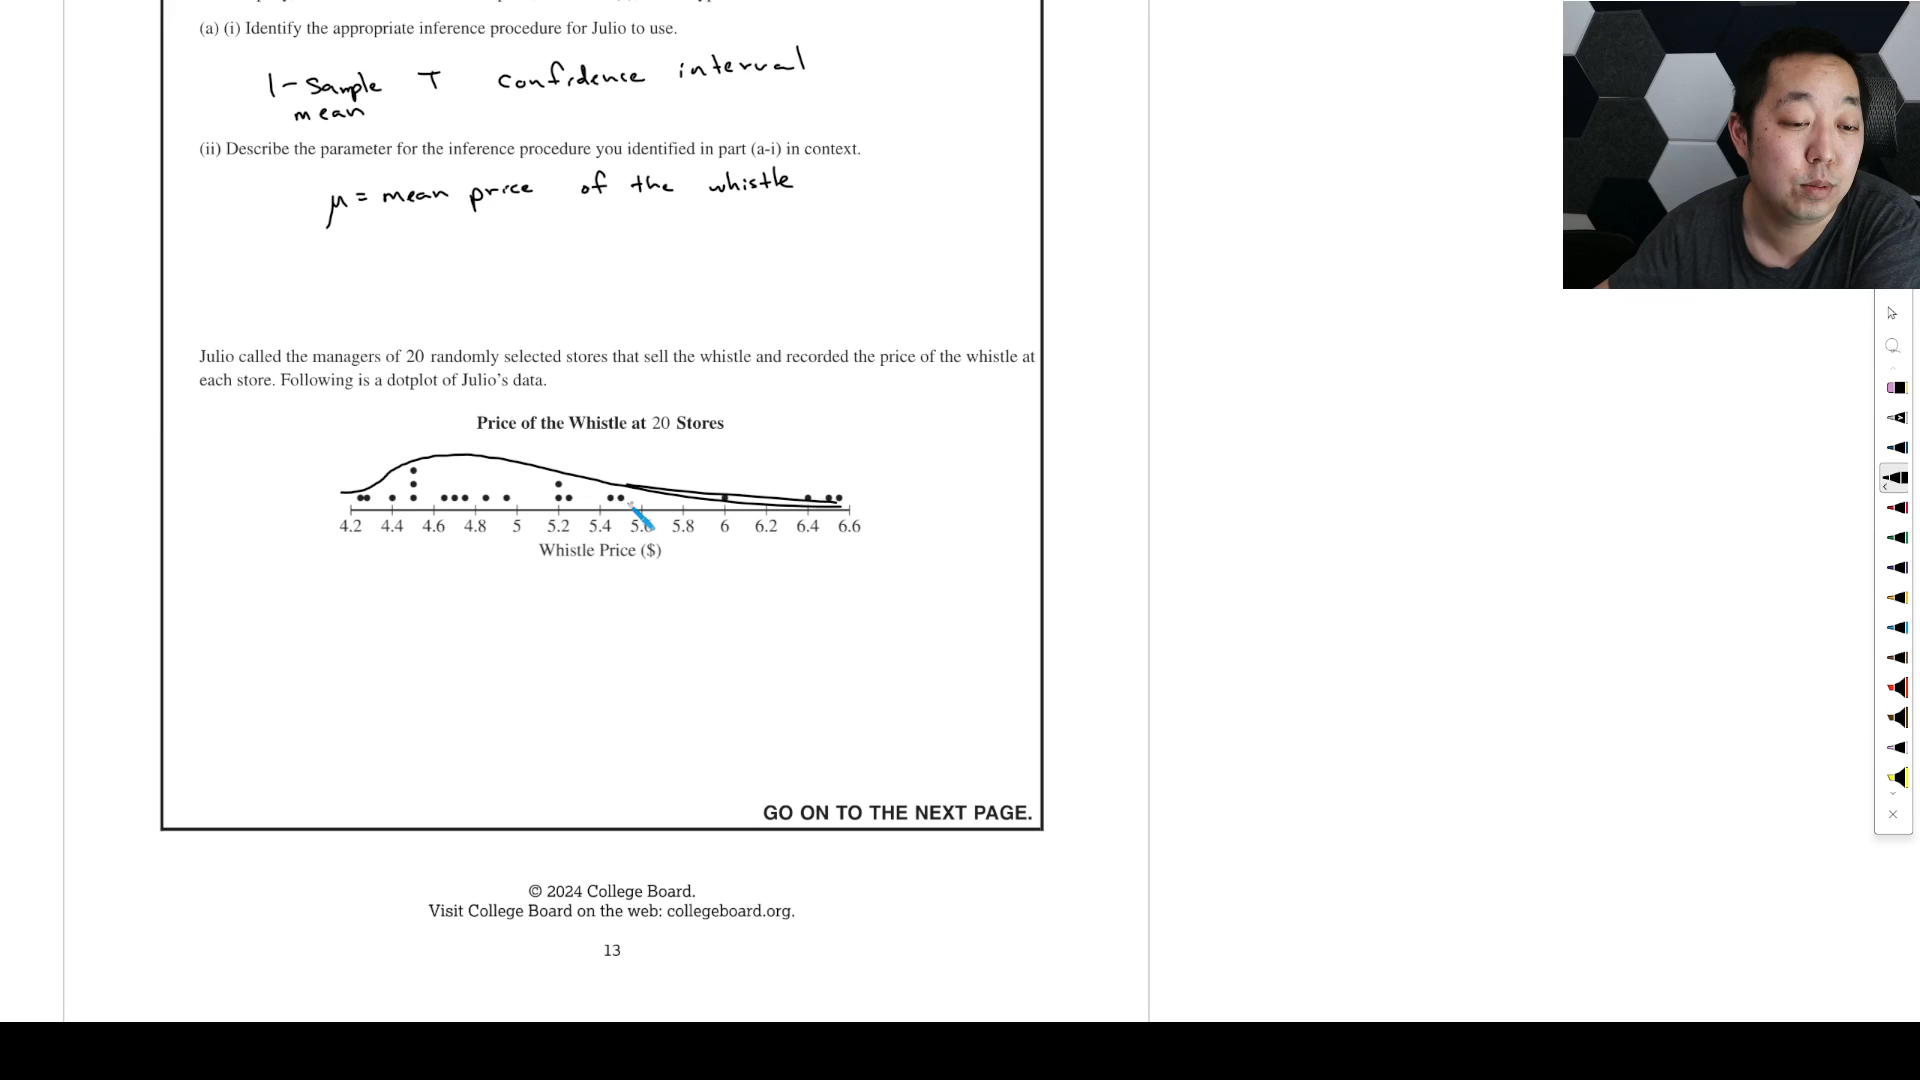 (a) (i) Identify the appropriate inference procedure for Julio to use.
1-Sample T confidence interval
mean
(ii) Describe the parameter for the inference procedure you identified in part (a-i) in context.
μ = mean price of the whistle
Julio called the managers of 20 randomly selected stores that sell the whistle and recorded the price of the whistle at
each store. Following is a dotplot of Julio's data.
Price of the Whistle at 20 Stores
4.2 4.4 4.6 4.8 5 5.2 5.4 5.6 5.8 6 6.2 6.4 6.6
Whistle Price ($)
GO ON TO THE NEXT PAGE.
© 2024 College Board.
Visit College Board on the web: collegeboard.org.
13